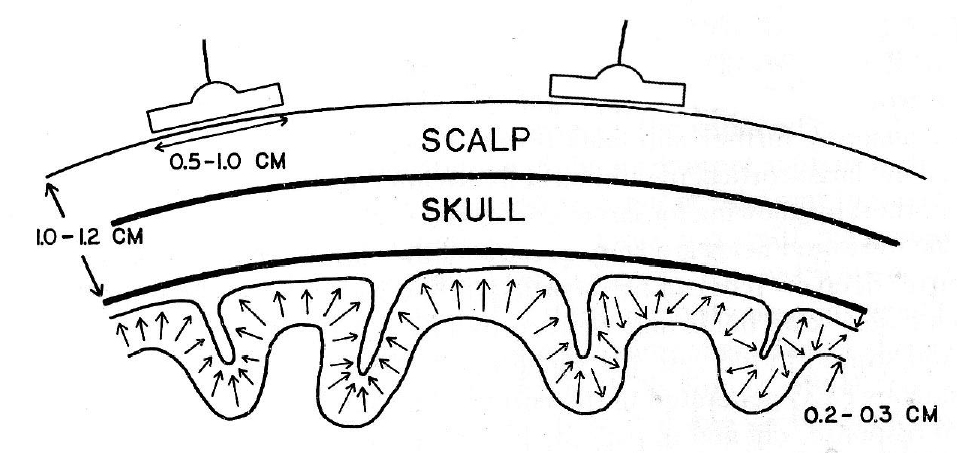 SCALP
0.5-1.0 CM
SKULL
1.0-1.2 CM
0.2-0.3 CM